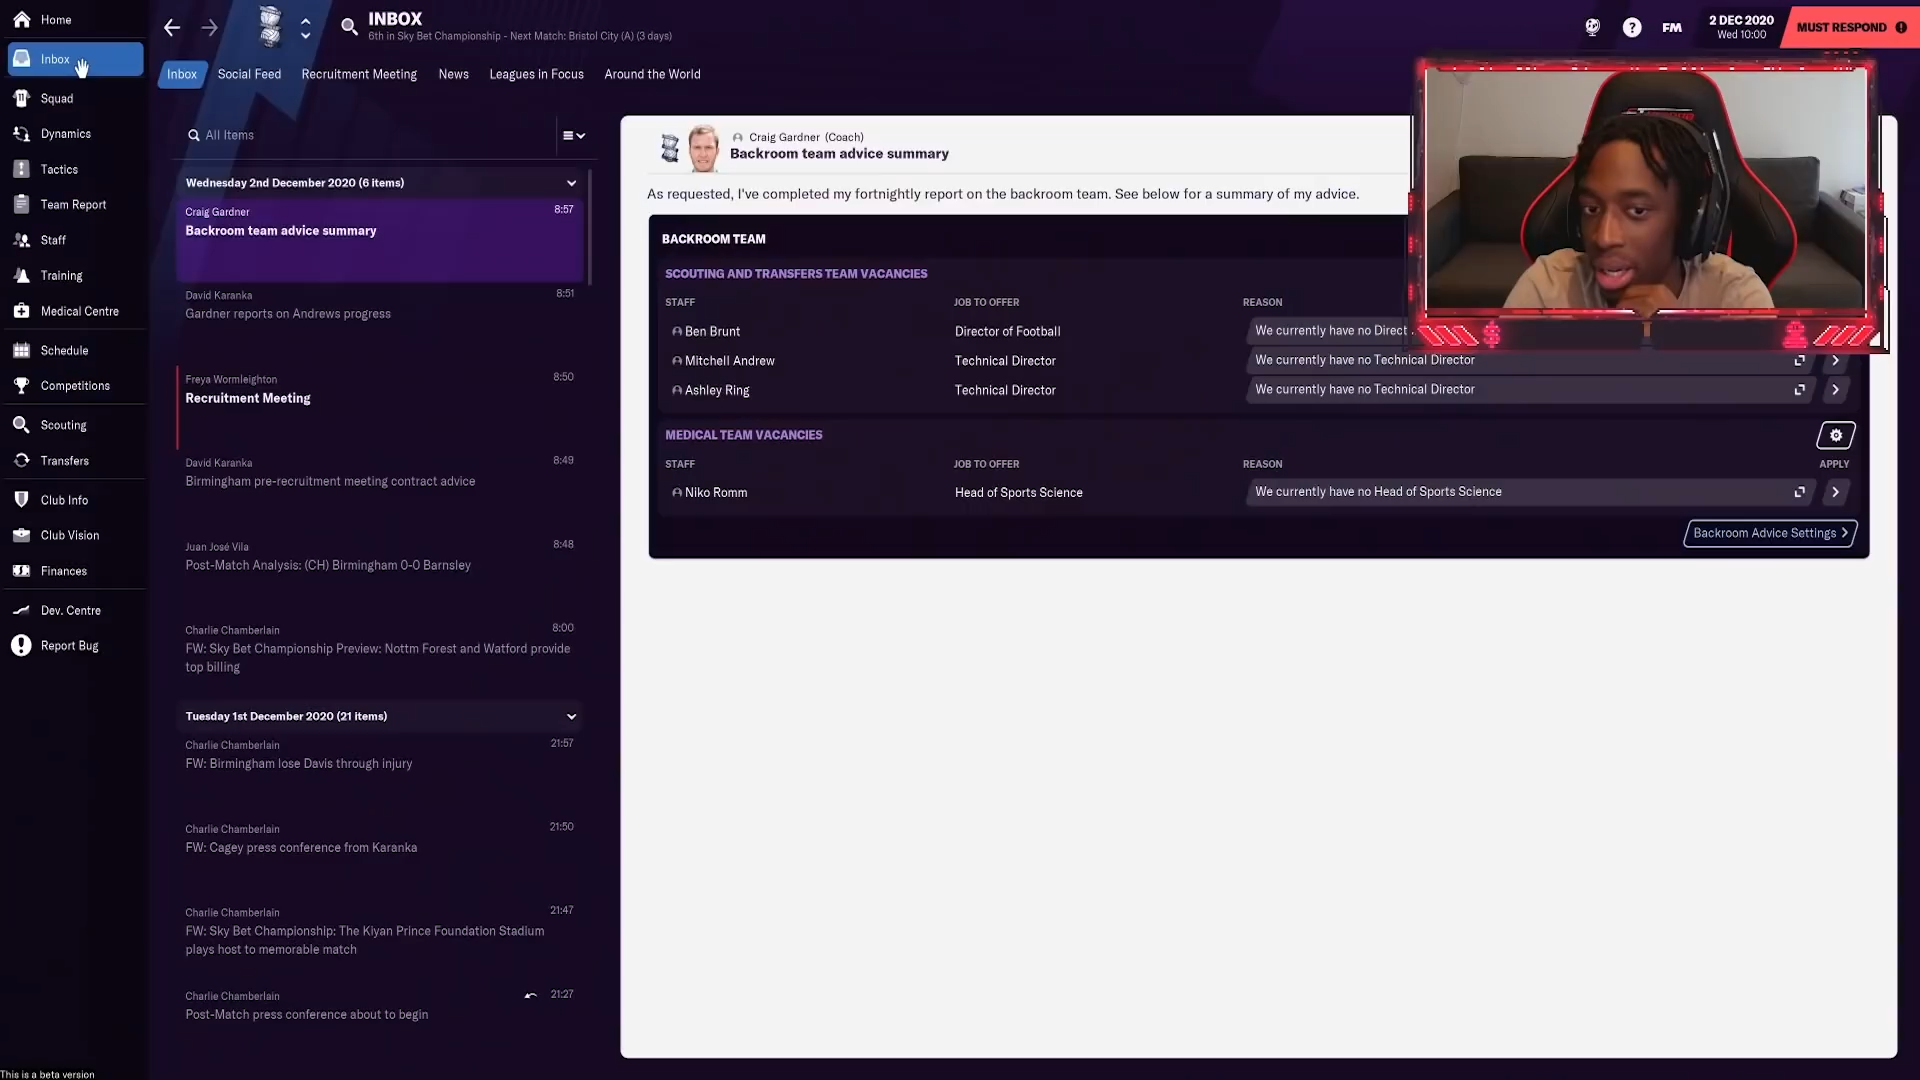 Home
Inbox
Squad
Dynamics
Tactics
Team Report
Staff
Training
Medical Centre
Schedule
Competitions
Scouting
Transfers
Club Info
Club Vision
Finances
Dev. Centre
Report Bug
This is a beta version
INBOX
6th in Sky Bet Championship - Next Match: Bristol City (A) (3 days)
FM
2 DEC 2020
Wed 10:00
MUST RESPOND
Inbox Social Feed Recruitment Meeting News Leagues in Focus Around the World
All Items
Wednesday 2nd December 2020 (6 items)
Craig Gardner 8:57
Backroom team advice summary
David Karanka 8:51
Gardner reports on Andrews progress
Freya Wormleighton 8:50
Recruitment Meeting
David Karanka 8:49
Birmingham pre-recruitment meeting contract advice
Juan José Vila 8:48
Post-Match Analysis: (CH) Birmingham 0-0 Barnsley
Charlie Chamberlain 8:00
FW: Sky Bet Championship Preview: Nottm Forest and Watford provide
top billing
Tuesday 1st December 2020 (21 items)
Charlie Chamberlain 21:57
FW: Birmingham lose Davis through injury
Charlie Chamberlain 21:50
FW: Cagey press conference from Karanka
Charlie Chamberlain 21:47
FW: Sky Bet Championship: The Kiyan Prince Foundation Stadium
plays host to memorable match
Charlie Chamberlain 21:27
Post-Match press conference about to begin
Craig Gardner (Coach)
Backroom team advice summary
As requested, I've completed my fortnightly report on the backroom team. See below for a summary of my advice.
BACKROOM TEAM
SCOUTING AND TRANSFERS TEAM VACANCIES
STAFF JOB TO OFFER REASON
Ben Brunt Director of Football We currently have no Direct
Mitchell Andrew Technical Director We currently have no Technical Director
Ashley Ring Technical Director We currently have no Technical Director
MEDICAL TEAM VACANCIES
STAFF JOB TO OFFER REASON APPLY
Niko Romm Head of Sports Science We currently have no Head of Sports Science
Backroom Advice Settings